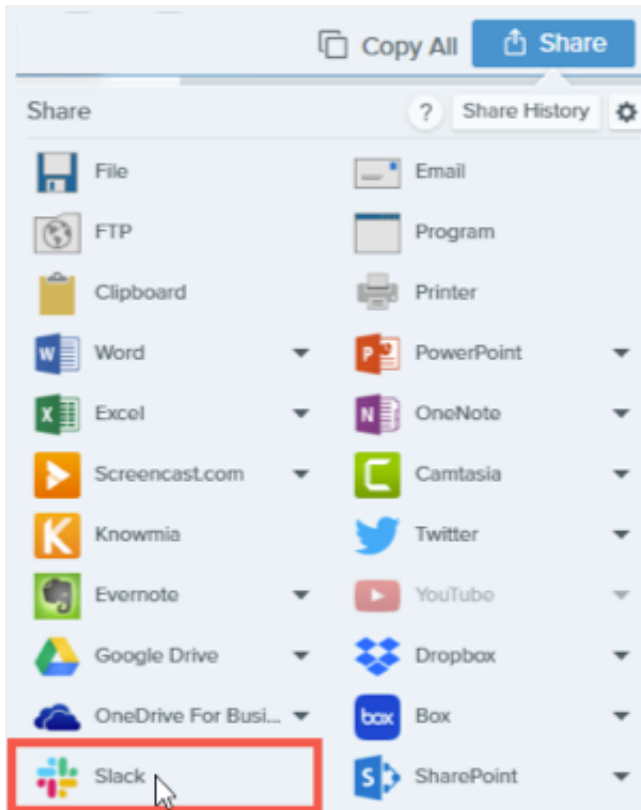 Copy All Share
Share ? Share History
File Email
FTP Program
Clipboard Printer
W Word P PowerPoint
X Excel N OneNote
Screencast.com Camtasia
K Knowmia Twitter
Evernote YouTube
Google Drive Dropbox
OneDrive For Busi... box Box
Slack S SharePoint